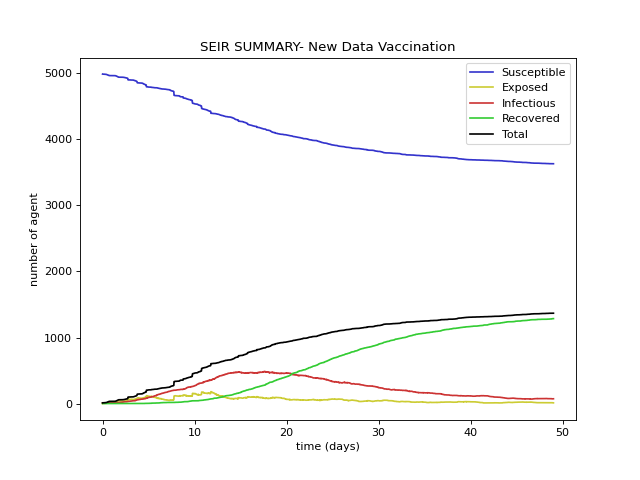 SEIR SUMMARY- New Data Vaccination
Susceptible
Exposed
Infectious
Recovered
Total
number of agent
5000
4000
3000
2000
1000
0
0 10 20 30 40 50
time (days)